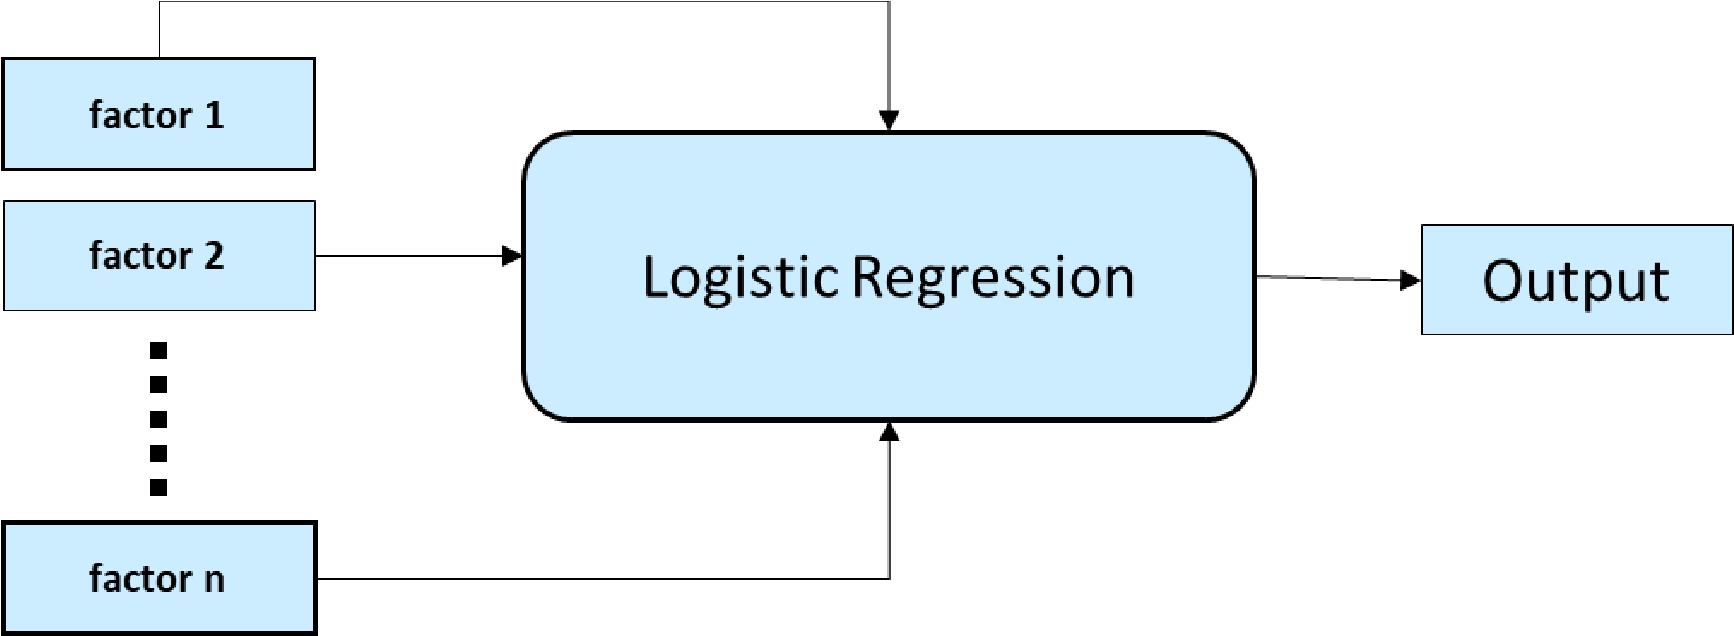 factor 1
factor 2
Logistic Regression
Output
factor n